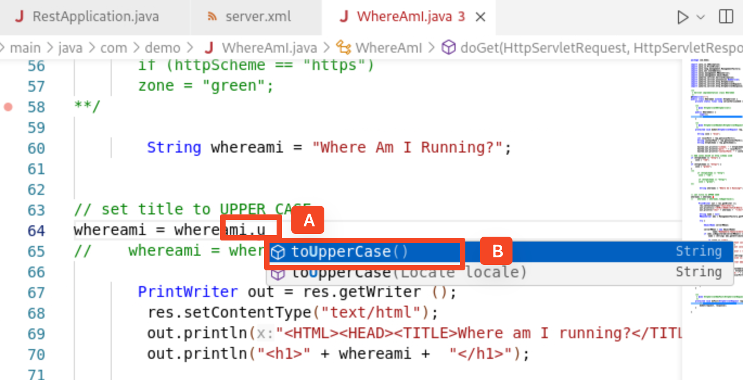 RestApplication.java server.xml WhereAmI.java 3
main > java > com > demo > WhereAmI.java > WhereAmI > doGet(HttpServletRequest, HttpServletRespo
56 if (httpScheme == "https")
57 zone = "green";
58 **/
59
60 String whereami = "Where Am I Running?";
61
62
63 // set title to UPPER CASE
64 whereami = whereami.u
A
65 // whereami = wher
toUpperCase() String
B
66
toUpperCase(Locale locale) String
67 PrintWriter out = res.getWriter ();
68 res.setContentType("text/html");
69 out.println(x:"<HTML><HEAD><TITLE>Where am I running?</TITL
70 out.println("<h1>" + whereami + "</h1>");
71